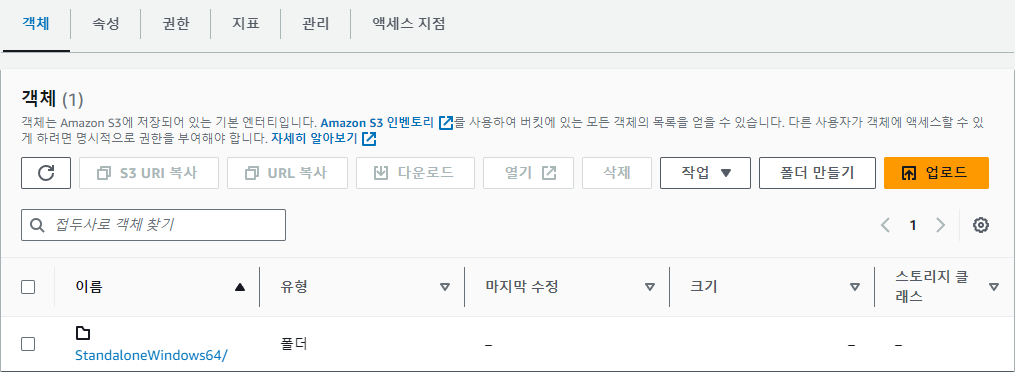 객체 속성 권한 지표 관리 액세스 지점
객체 (1)
객체는 Amazon S3에 저장되어 있는 기본 엔터티입니다. Amazon S3 인벤토리 를 사용하여 버킷에 있는 모든 객체의 목록을 얻을 수 있습니다. 다른 사용자가 객체에 액세스할 수 있
게 하려면 명시적으로 권한을 부여해야 합니다. 자세히 알아보기
S3 URI 복사 URL 복사 다운로드 열기 삭제 작업 폴더 만들기 업로드
접두사로 객체 찾기 1
이름 유형 마지막 수정 크기 스토리지 클
래스
StandaloneWindows64/ 폴더 – – –